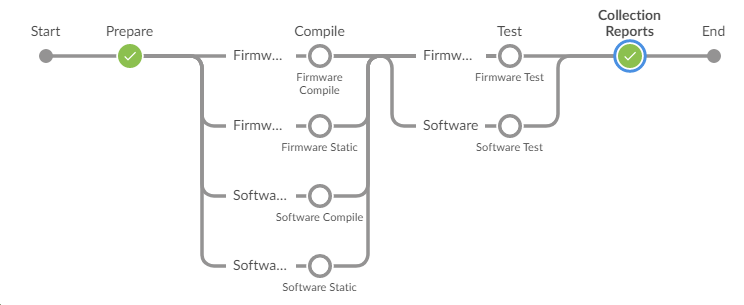 Collection
Start
Prepare
Compile
Test
Reports
End
Firmw...
Firmw...
Firmware
Compile
Firmware Test
Firmw...
Software
Firmware Static
Software Test
Softwa...
Software Compile
Softwa...
Software Static